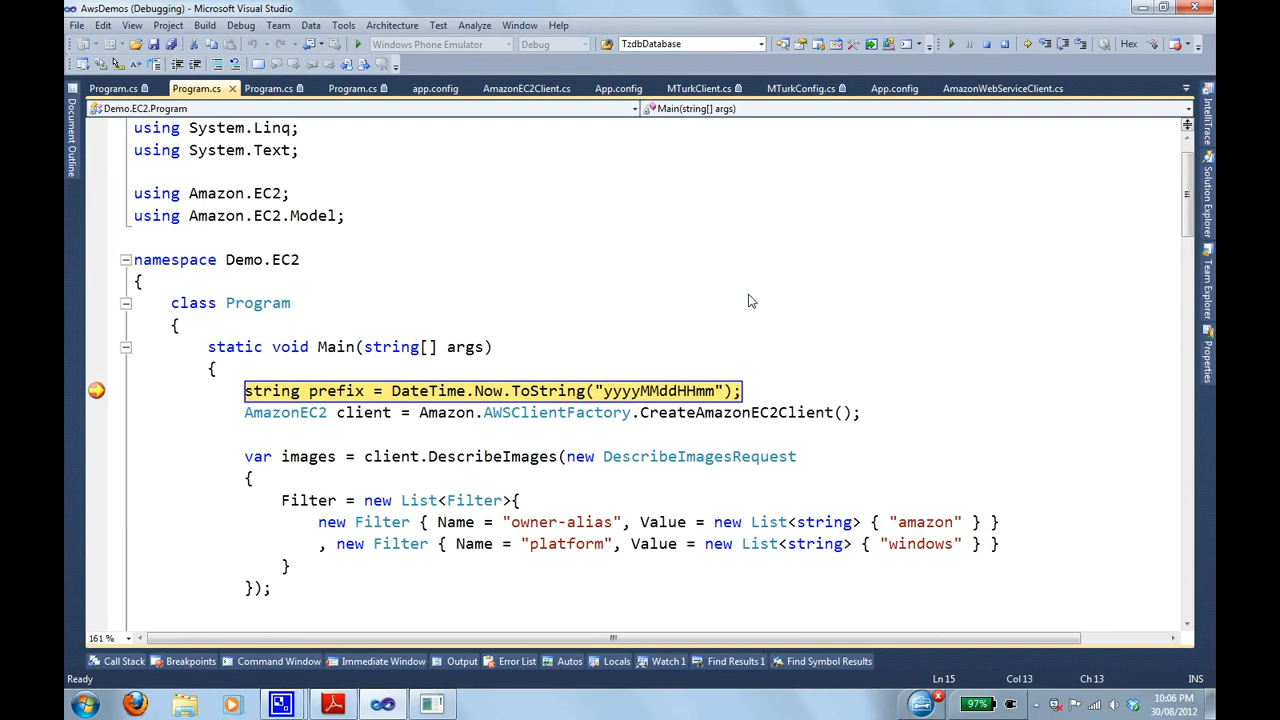 AwsDemos (Debugging) - Microsoft Visual Studio
File Edit View Project Build Debug Team Data Tools Architecture Test Analyze Window Help
Windows Phone Emulator Debug TzdbDatabase Hex
Program.cs Program.cs Program.cs Program.cs app.config AmazonEC2Client.cs App.config MTurkClient.cs MTurkConfig.cs App.config AmazonWebServiceClient.cs
Demo.EC2.Program Main(string[] args)
Document Outline
using System.Linq;
using System.Text;
using Amazon.EC2;
using Amazon.EC2.Model;
namespace Demo.EC2
{
class Program
{
static void Main(string[] args)
{
string prefix = DateTime.Now.ToString("yyyyMMddHHmm");
AmazonEC2 client = Amazon.AWSClientFactory.CreateAmazonEC2Client();
var images = client.DescribeImages(new DescribeImagesRequest
{
Filter = new List<Filter>{
new Filter { Name = "owner-alias", Value = new List<string> { "amazon" } }
, new Filter { Name = "platform", Value = new List<string> { "windows" } }
}
});
IntelliTrace
Solution Explorer
Team Explorer
Properties
161 %
Call Stack Breakpoints Command Window Immediate Window Output Error List Autos Locals Watch 1 Find Results 1 Find Symbol Results
Ready Ln 15 Col 13 Ch 13 INS
97% 10:06 PM
30/08/2012